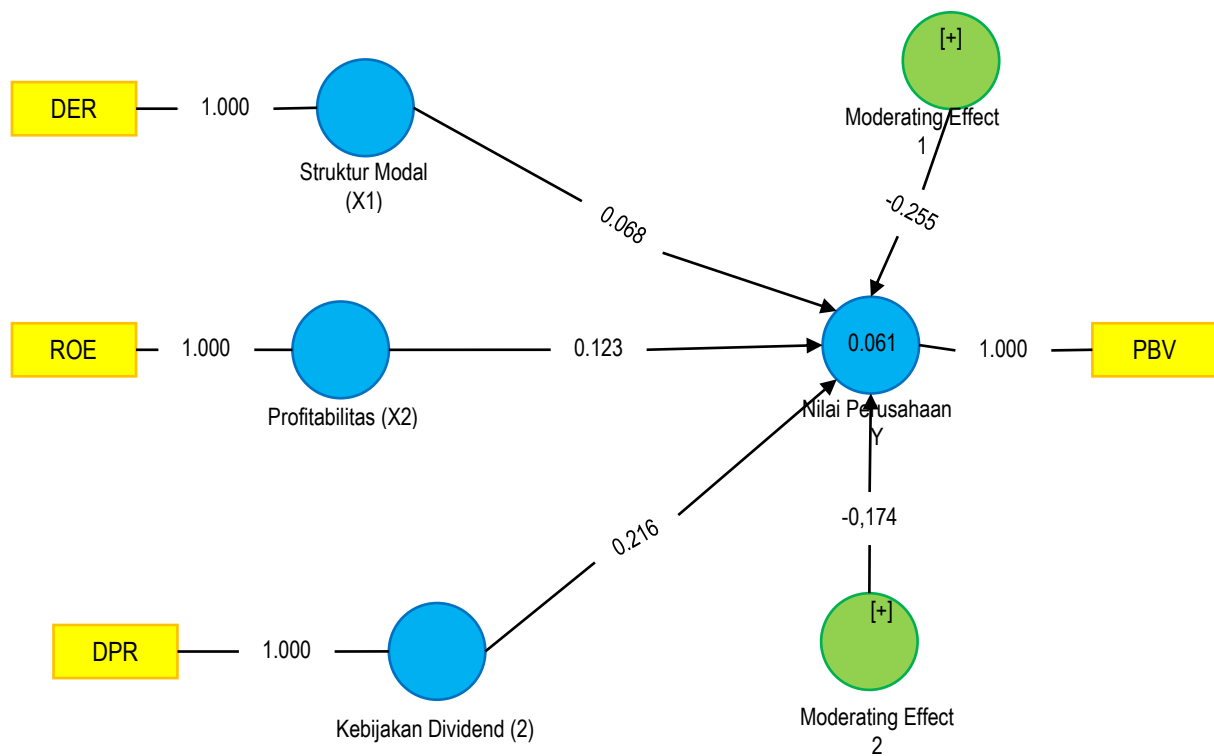 [+]
DER
1.000
Moderating Effect
1
Struktur Modal
(X1)
0.068
-0.255
ROE
1.000
0.123
0.061
1.000
PBV
Profitabilitas (X2)
Nilai Perusahaan
Y
-0,174
0.216
[+]
DPR
1.000
Kebijakan Dividend (2)
Moderating Effect
2